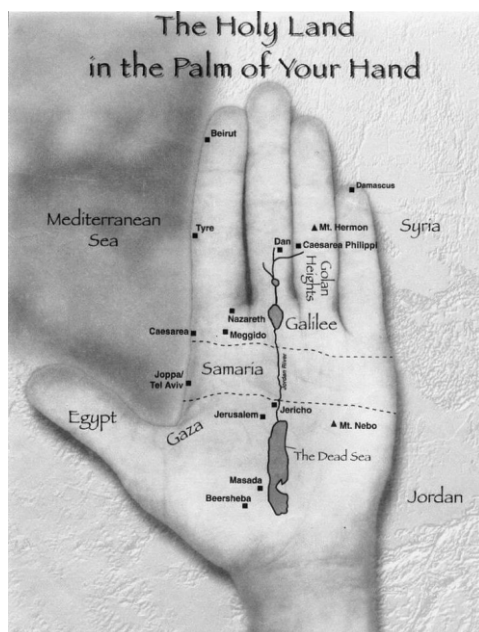 The Holy Land
in the Palm of Your Hand
Beirut
Damascus
Mediterranean
Sea
Tyre
Mt. Hermon
Syria
Dan
Caesarea Philippi
Golan
Heights
Nazareth
Galilee
Caesarea
Meggido
Jordan River
Samaria
Joppa/
Tel Aviv
Egypt
Gaza
Jericho
Jerusalem
Mt. Nebo
The Dead Sea
Masada
Beersheba
Jordan